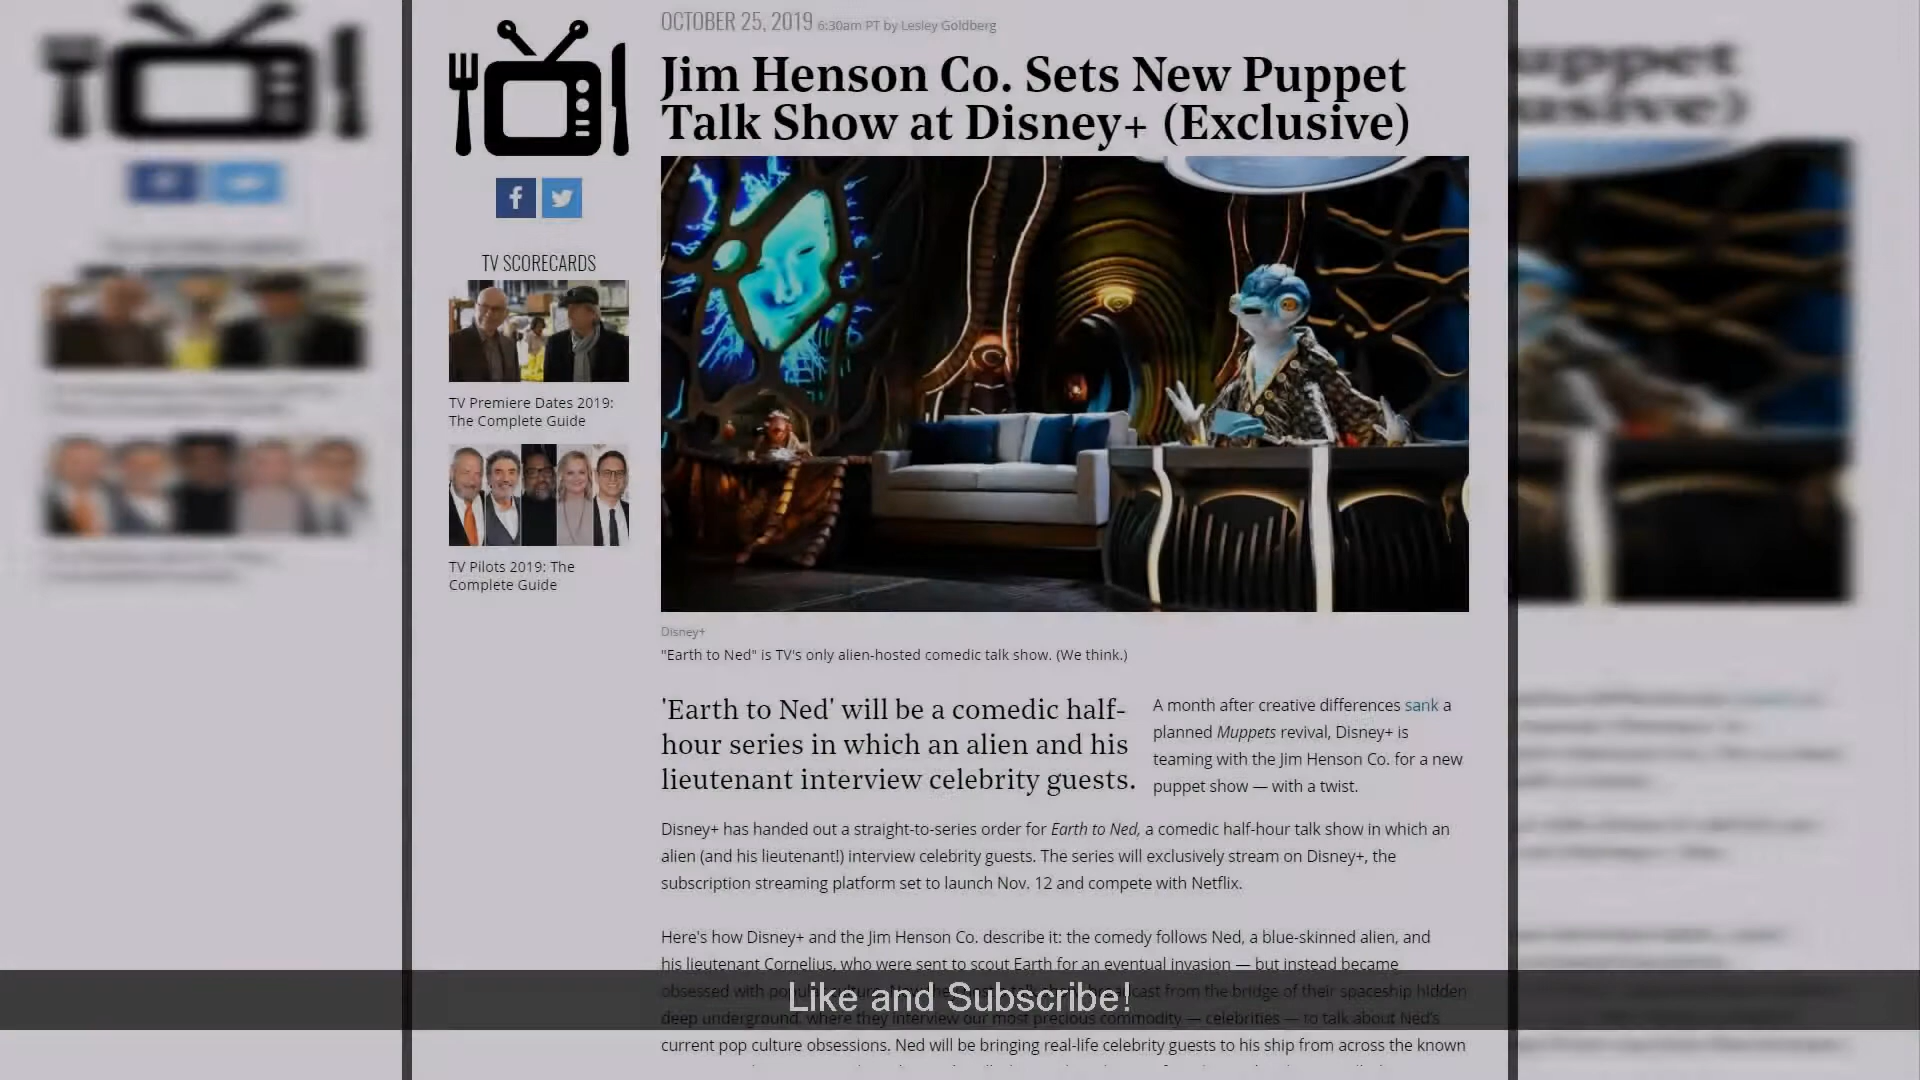 OCTOBER 25, 2019 6:30am PT by Lesley Goldberg
Jim Henson Co. Sets New Puppet
Talk Show at Disney+ (Exclusive)
TV SCORECARDS
TV Premiere Dates 2019:
The Complete Guide
TV Pilots 2019: The
Complete Guide
Disney+
"Earth to Ned" is TV's only alien-hosted comedic talk show. (We think.)
'Earth to Ned' will be a comedic half-
hour series in which an alien and his
lieutenant interview celebrity guests.
A month after creative differences sank a
planned Muppets revival, Disney+ is
teaming with the Jim Henson Co. for a new
puppet show — with a twist.
Disney+ has handed out a straight-to-series order for Earth to Ned, a comedic half-hour talk show in which an
alien (and his lieutenant!) interview celebrity guests. The series will exclusively stream on Disney+, the
subscription streaming platform set to launch Nov. 12 and compete with Netflix.
Here's how Disney+ and the Jim Henson Co. describe it: the comedy follows Ned, a blue-skinned alien, and
his lieutenant Cornelius, who were sent to scout Earth for an eventual invasion — but instead became
obsessed with from the bridge of their spaceship hidden
Like and Subscribe!
deep underground, where they interview our most precious commodity — celebrities — to talk about Ned's
current pop culture obsessions. Ned will be bringing real-life celebrity guests to his ship from across the known